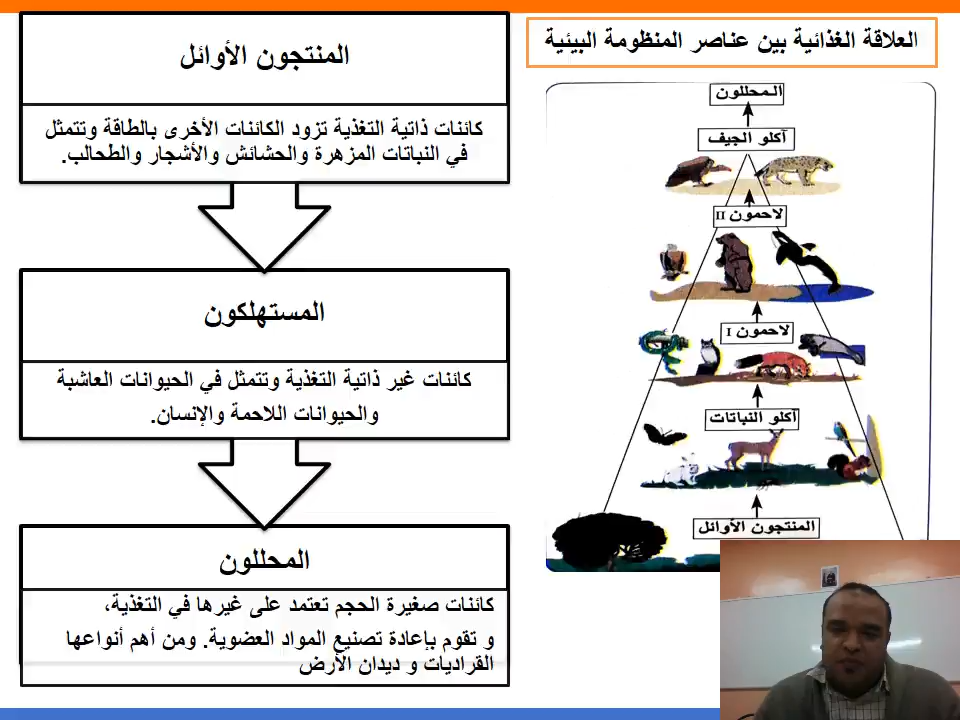 العلاقة الغذائية بين عناصر المنظومة البيئية
المنتجون الأوائل
كائنات ذاتية التغذية تزود الكائنات الأخرى بالطاقة وتتمثل
في النباتات المزهرة والحشائش والأشجار والطحالب.
المستهلكون
كائنات غير ذاتية التغذية وتتمثل في الحيوانات العاشبة
والحيوانات اللاحمة والإنسان.
المحللون
كائنات صغيرة الحجم تعتمد على غيرها في التغذية،
و تقوم بإعادة تصنيع المواد العضوية. ومن أهم أنواعها
القراديات و ديدان الأرض
المحللون
آكلو الجيف
لاحمون II
لاحمون I
آكلو النباتات
المنتجون الأوائل